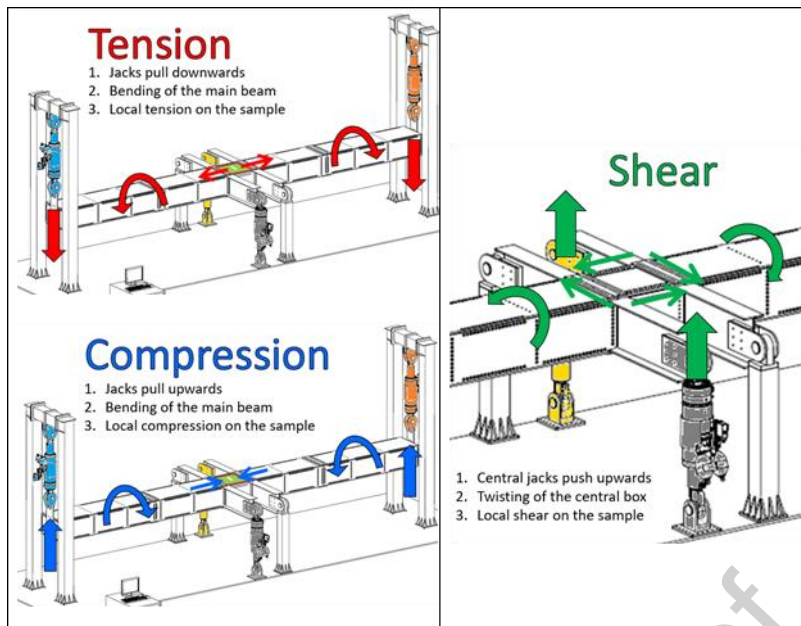 Tension
1. Jacks pull downwards
2. Bending of the main beam
3. Local tension on the sample
Compression
1. Jacks pull upwards
2. Bending of the main beam
3. Local compression on the sample
Shear
1. Central jacks push upwards
2. Twisting of the central box
3. Local shear on the sample